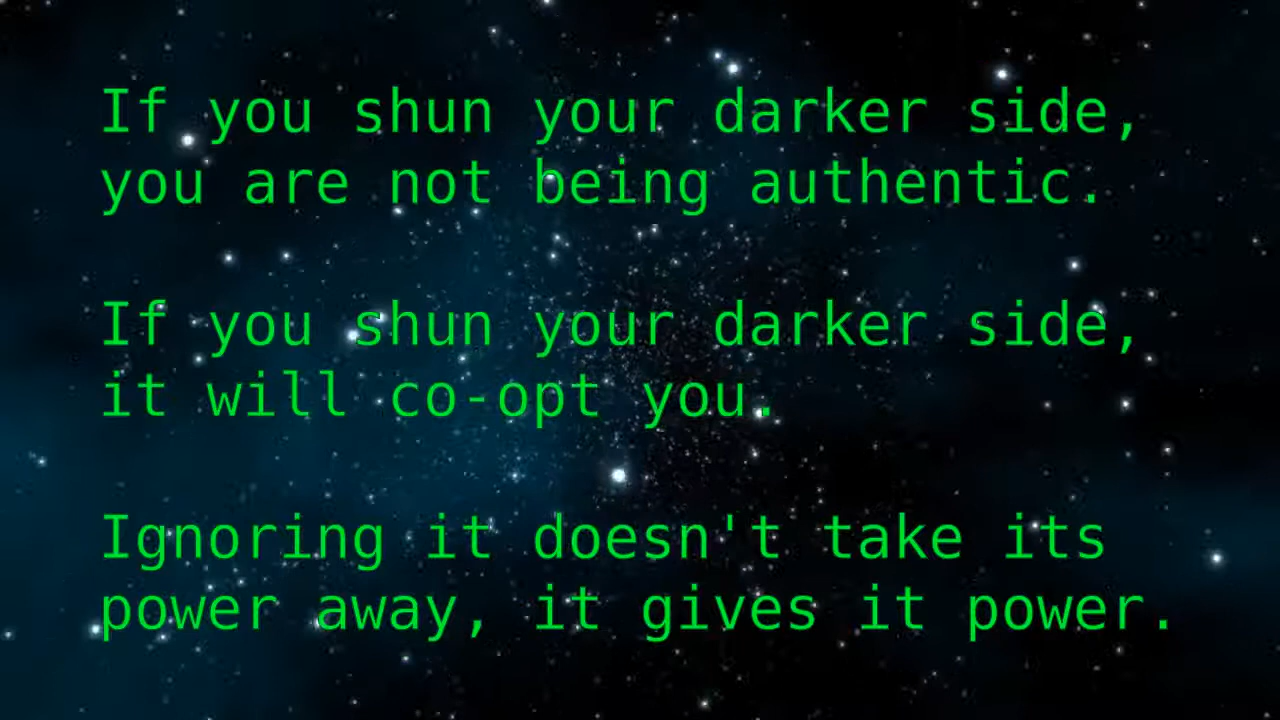 If you shun your darker side,
you are not being authentic.
If you shun your darker side,
it will co-opt you.
Ignoring it doesn't take its
power away, it gives it power.